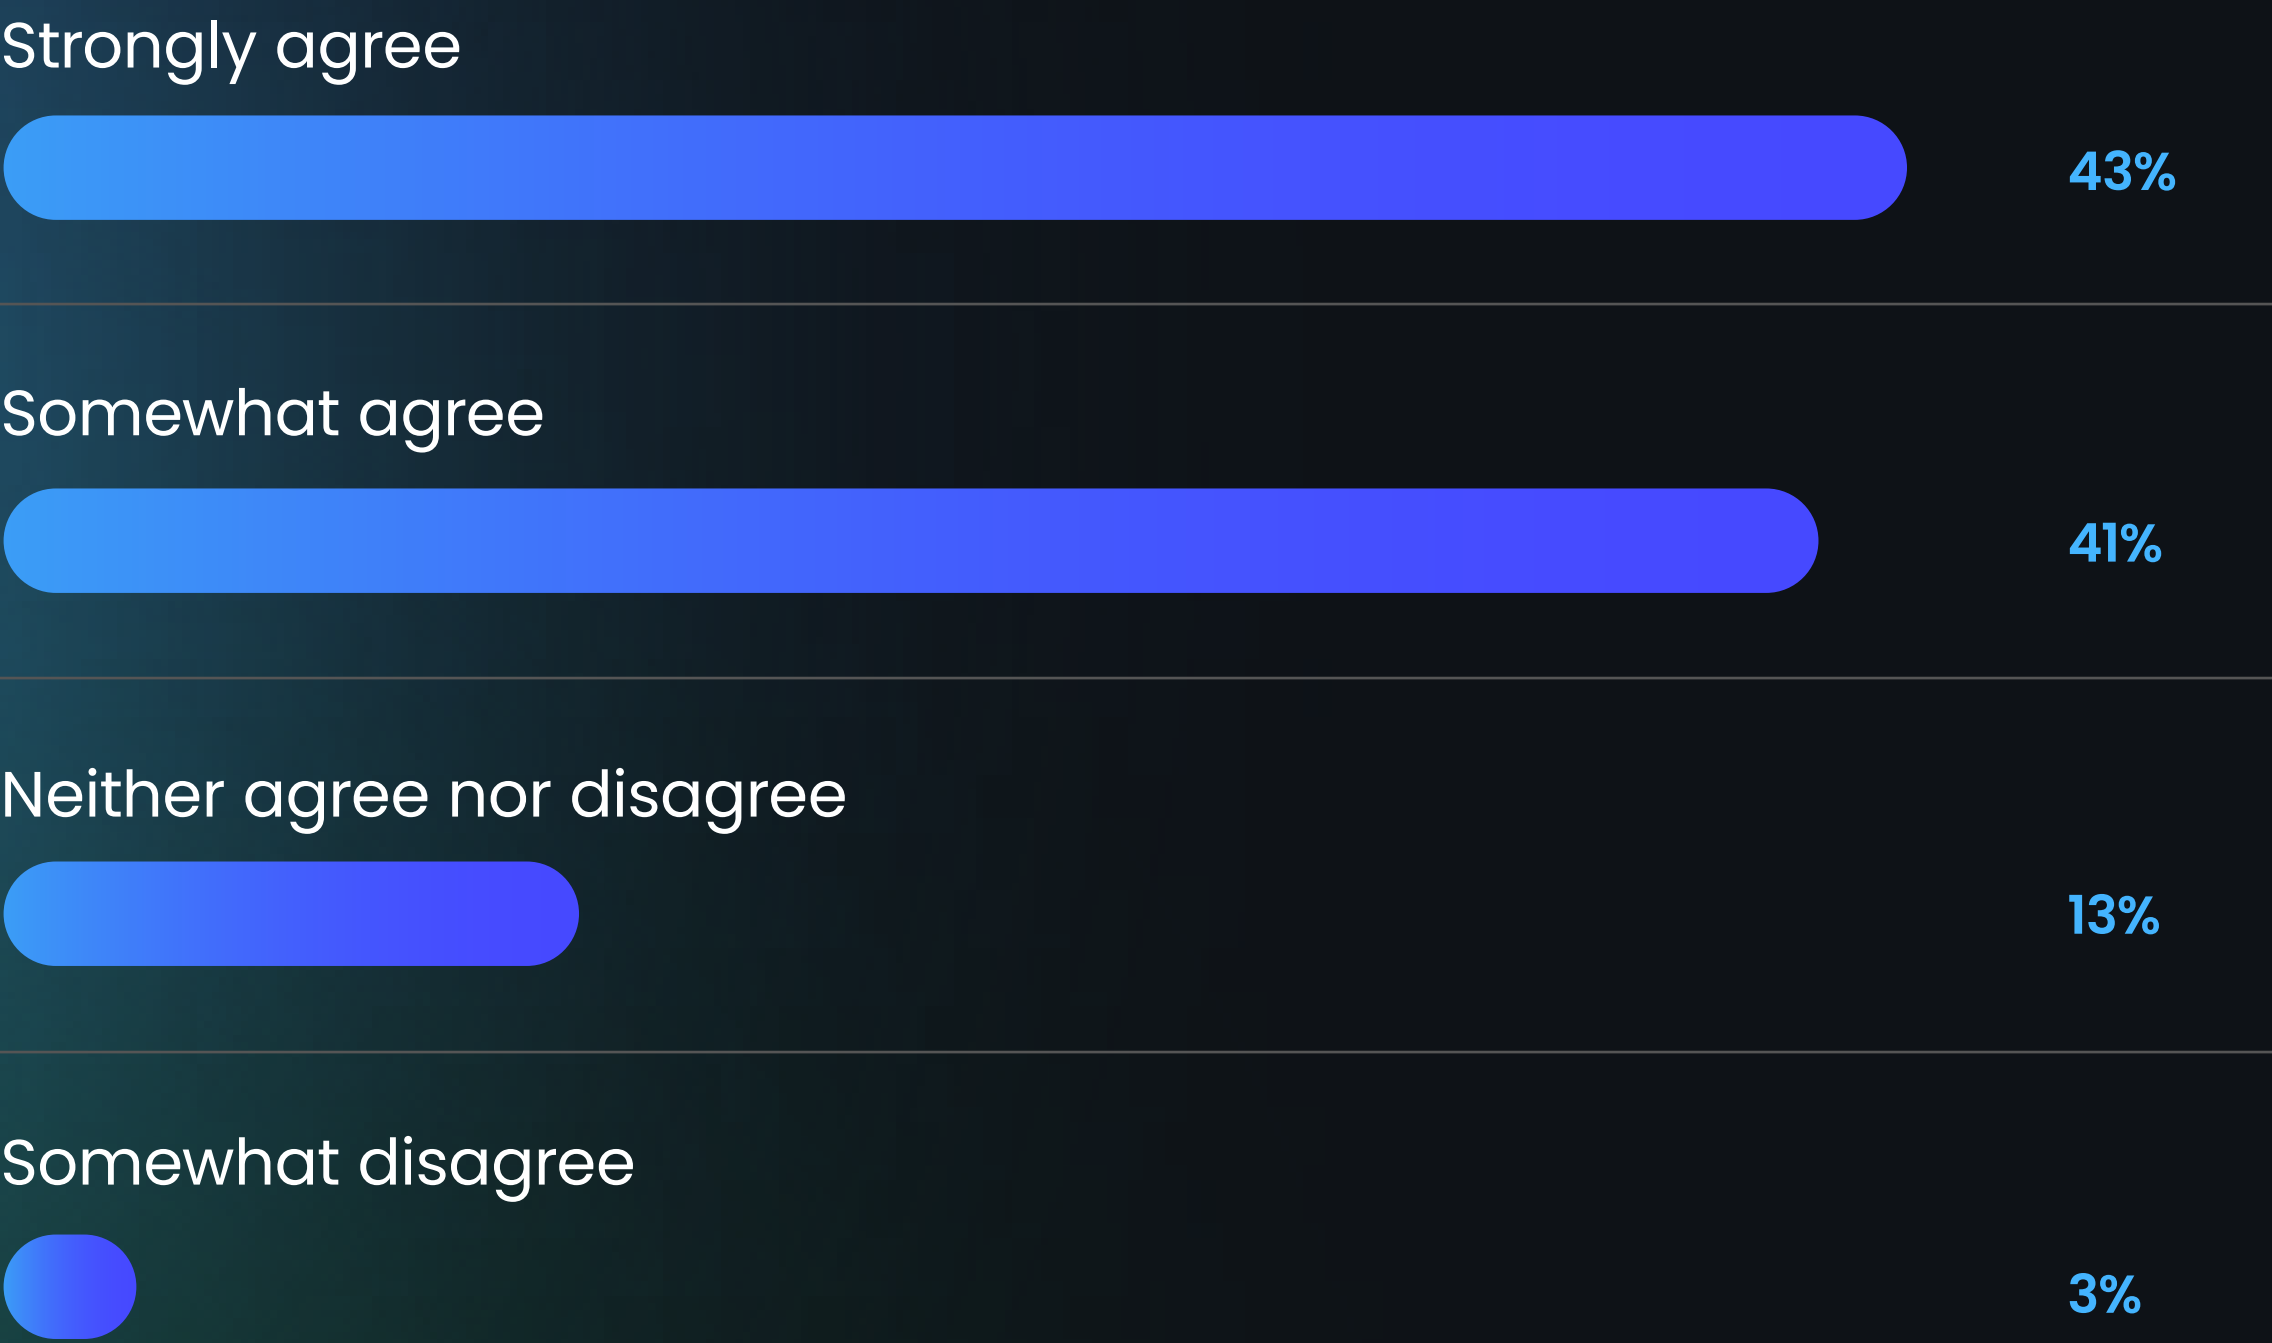 Strongly agree
43%
Somewhat agree
41%
Neither agree nor disagree
13%
Somewhat disagree
3%